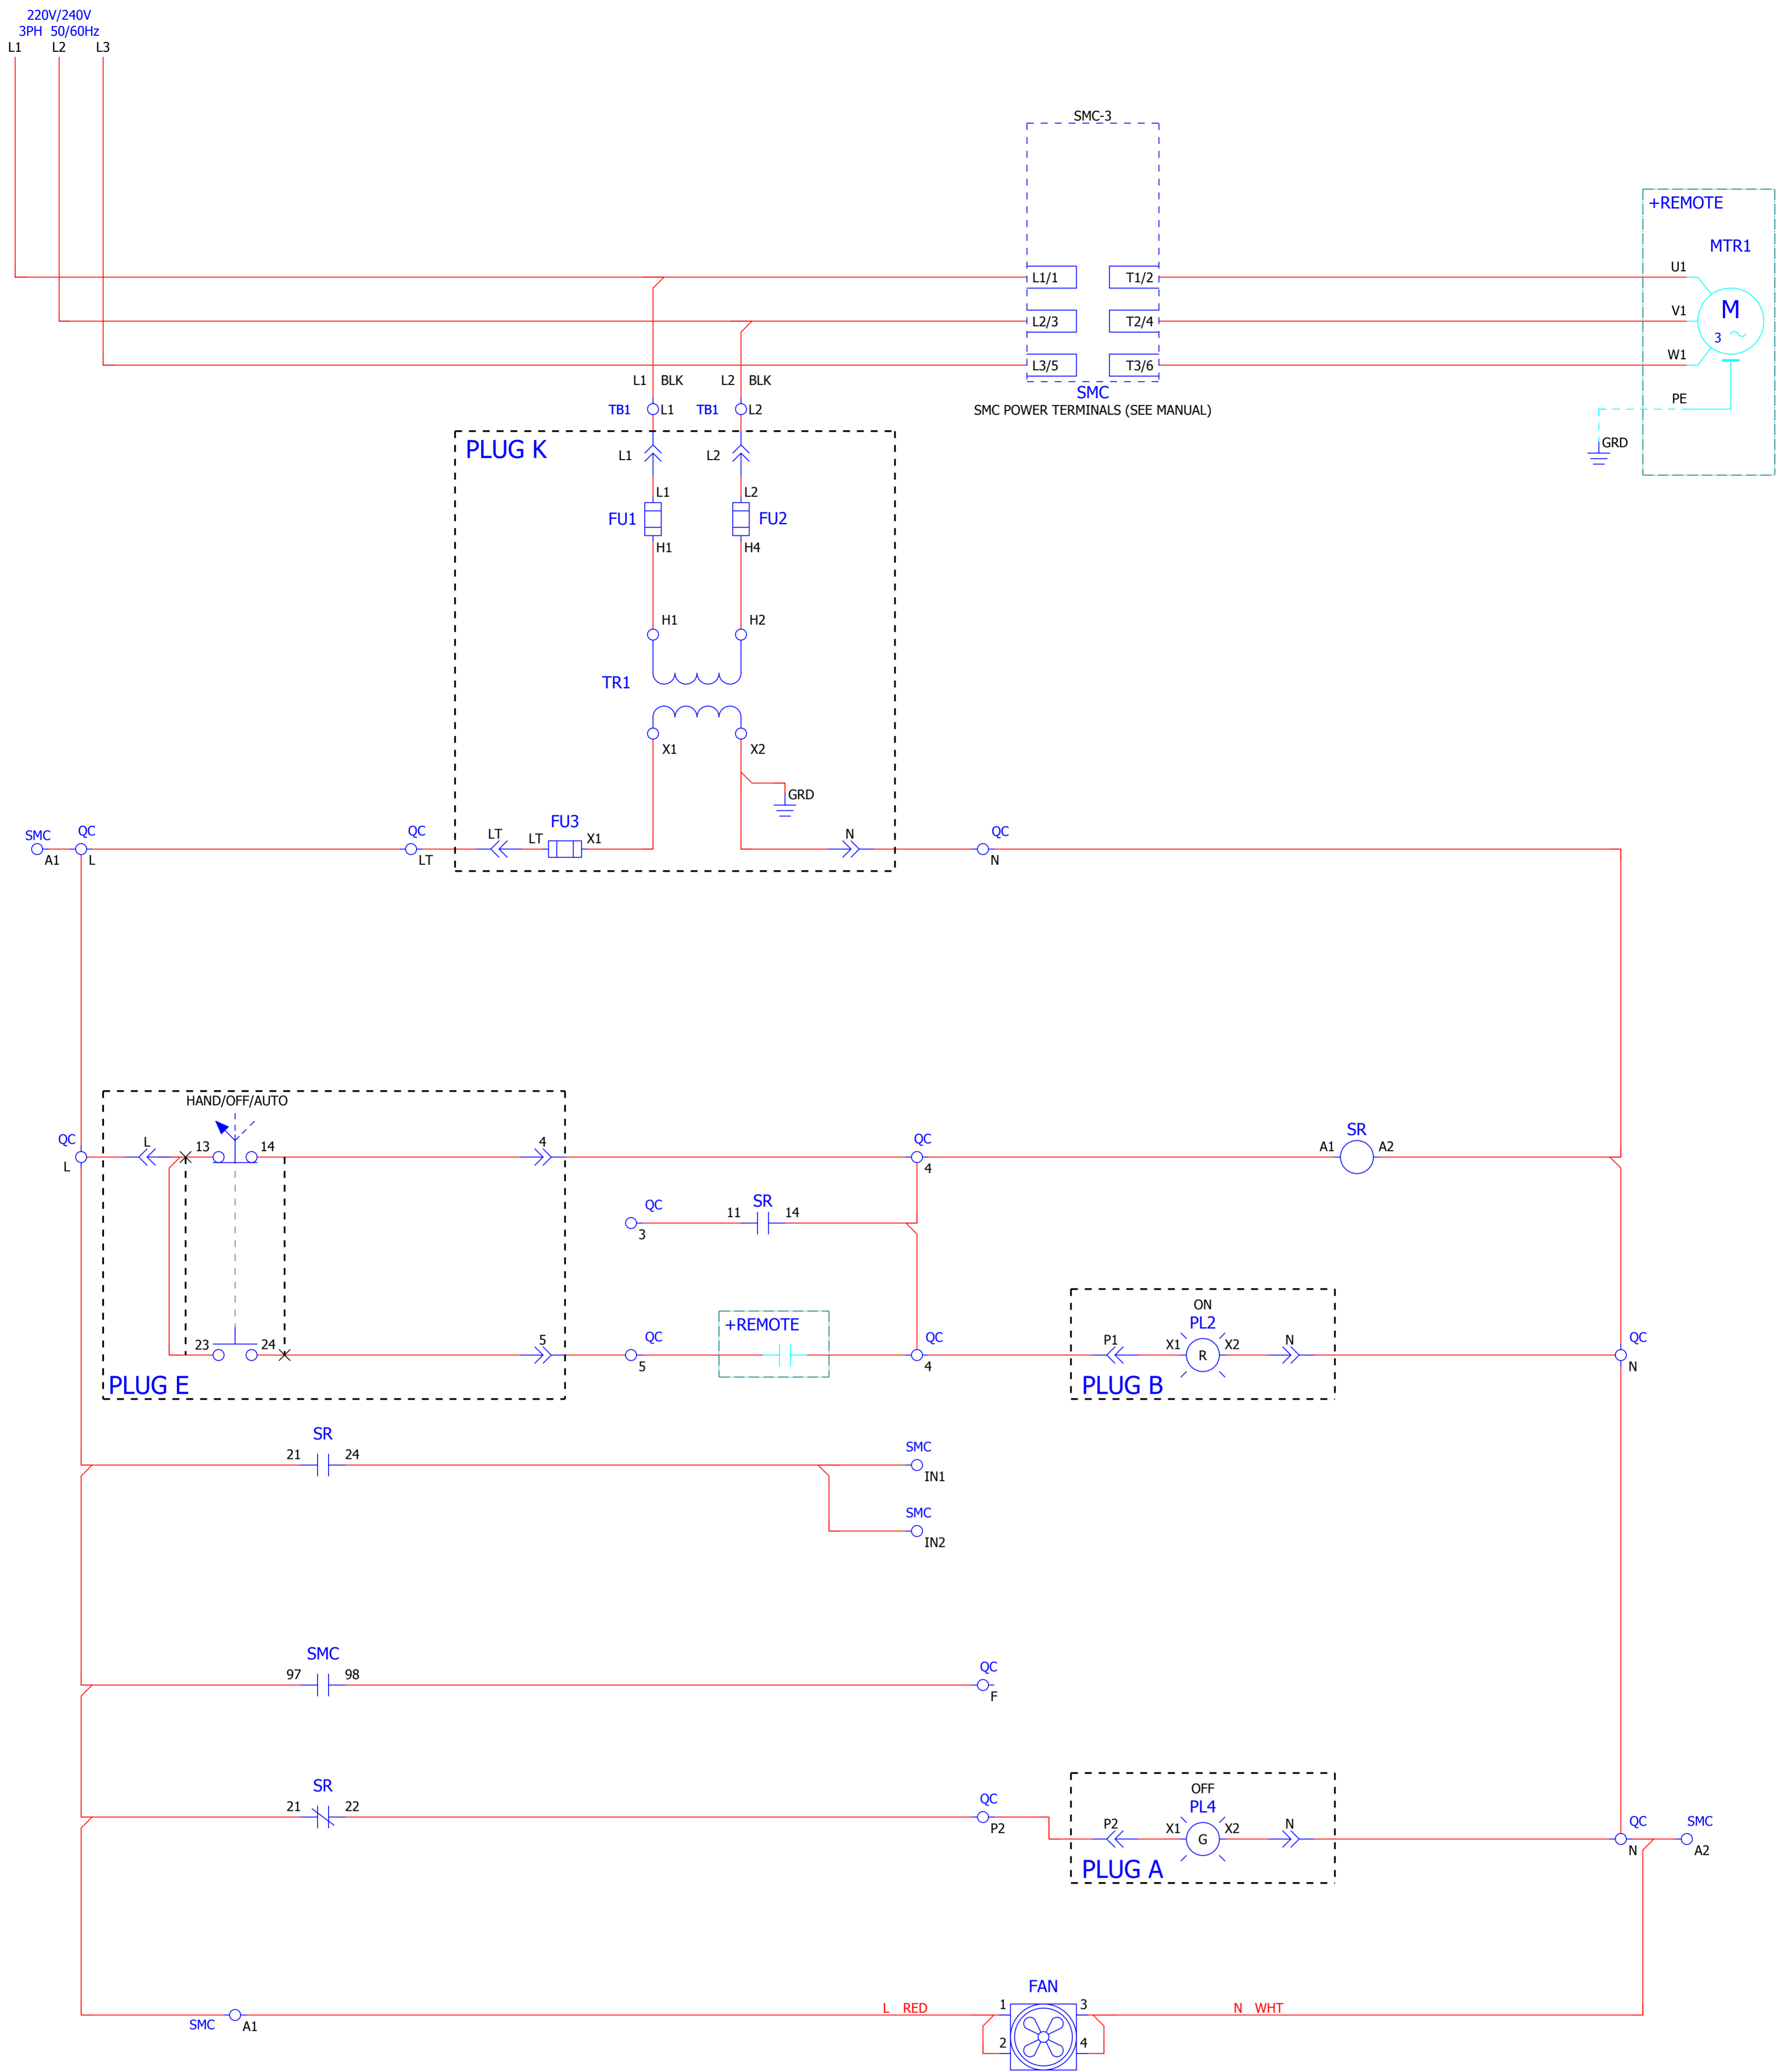 220V/240V
3PH 50/60Hz
L1 L2 L3
SMC-3
+REMOTE
MTR1
L1/1 T1/2 U1
M
3
L2/3 T2/4 V1
L3/5 T3/6 W1
L1 BLK L2 BLK
SMC
SMC POWER TERMINALS (SEE MANUAL)
PE
TB1 L1 TB1 L2
GRD
PLUG K
L1 L2
L1 L2
FU1 FU2
H1 H4
H1 H2
TR1
X1 X2
GRD
SMC QC QC LT LT FU3 X1 N QC
A1 L LT N
HAND/OFF/AUTO
QC L 13 14 4 QC A1 SR A2
L 4
QC 11 SR 14
3
ON
+REMOTE
PL2
23 24 5 QC QC P1 X1 R X2 N QC
5 4 N
PLUG E
PLUG B
SR
21 24 SMC
IN1
SMC
IN2
SMC
97 98 QC
F
SR
21 22 QC
P2
OFF
PL4
P2 X1 G X2 N QC SMC
N A2
PLUG A
FAN
SMC A1 L RED 1 3 N WHT
2 4